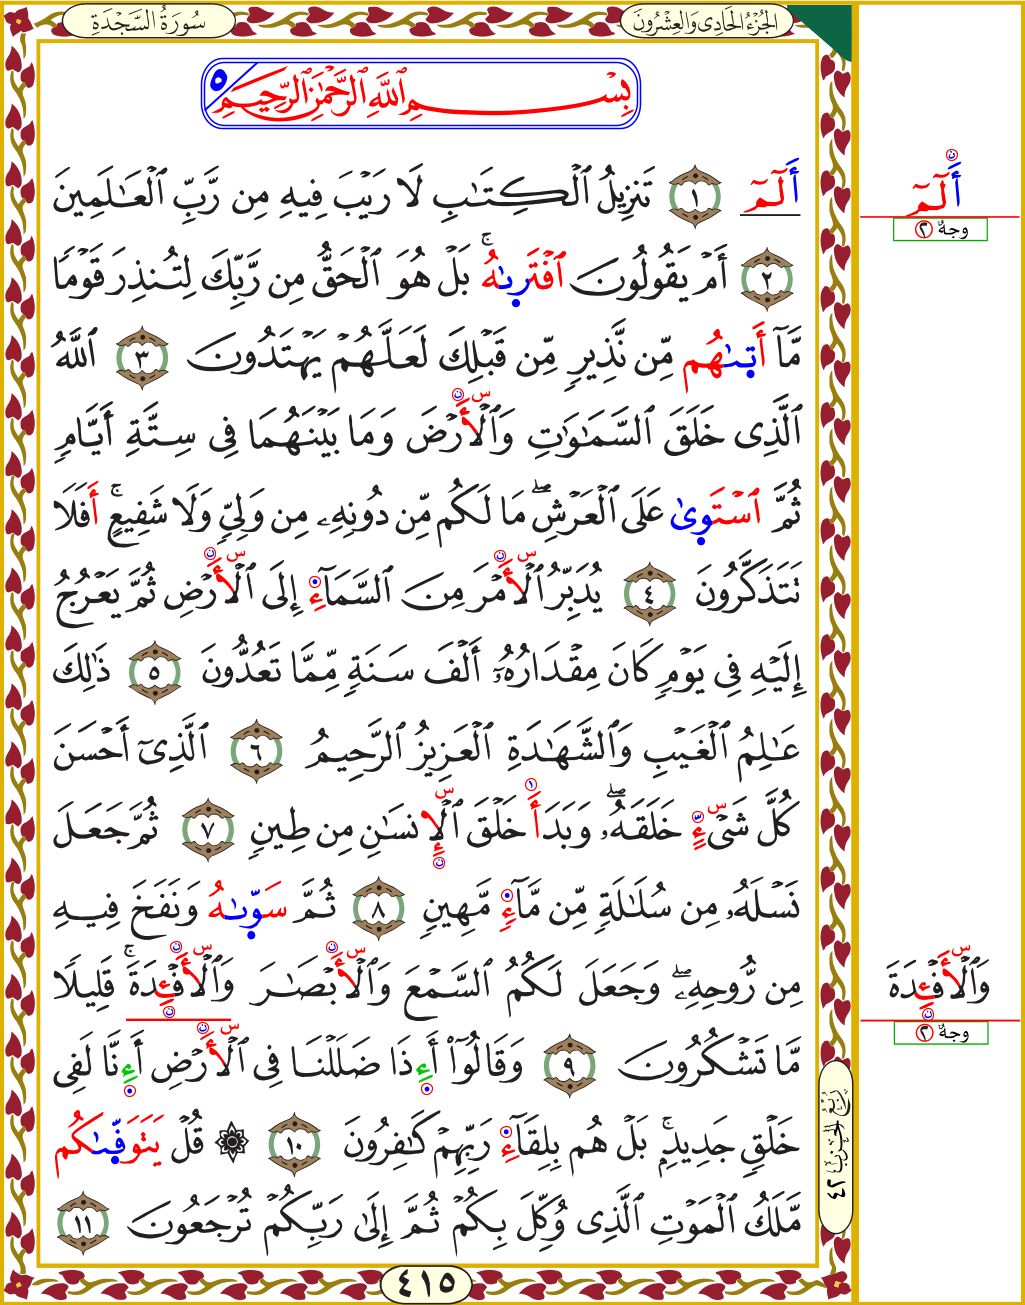 سُورَةُ السَّجْدَةِ
الجُزْءُ الحَادِى وَالعِشْرُونَ
بِسْمِ ٱللَّهِ ٱلرَّحْمَٰنِ ٱلرَّحِيمِ ٥
أَلٓمٓ ١ تَنزِيلُ ٱلْكِتَٰبِ لَا رَيْبَ فِيهِ مِن رَّبِّ ٱلْعَٰلَمِينَ
٢ أَمْ يَقُولُونَ ٱفْتَرِىٰهُۚ بَلْ هُوَ ٱلْحَقُّ مِن رَّبِّكَ لِتُنذِرَ قَوْمًا
مَّآ أَتِىٰهُم مِّن نَّذِيرٍ مِّن قَبْلِكَ لَعَلَّهُمْ يَهْتَدُونَ ٣ ٱللَّهُ
ٱلَّذِى خَلَقَ ٱلسَّمَٰوَٰتِ وَٱلْأَرْضَ وَمَا بَيْنَهُمَا فِى سِتَّةِ أَيَّامٍ
ثُمَّ ٱسْتَوِىٰ عَلَى ٱلْعَرْشِۖ مَا لَكُم مِّن دُونِهِۦ مِن وَلِىٍّ وَلَا شَفِيعٍۚ أَفَلَا
تَتَذَكَّرُونَ ٤ يُدَبِّرُ ٱلْأَمْرَ مِنَ ٱلسَّمَآءِ إِلَى ٱلْأَرْضِ ثُمَّ يَعْرُجُ
إِلَيْهِ فِى يَوْمٍ كَانَ مِقْدَارُهُۥٓ أَلْفَ سَنَةٍ مِّمَّا تَعُدُّونَ ٥ ذَٰلِكَ
عَٰلِمُ ٱلْغَيْبِ وَٱلشَّهَٰدَةِ ٱلْعَزِيزُ ٱلرَّحِيمُ ٦ ٱلَّذِىٓ أَحْسَنَ
كُلَّ شَىْءٍ خَلَقَهُۥۖ وَبَدَأَ خَلْقَ ٱلْإِنسَٰنِ مِن طِينٍ ٧ ثُمَّ جَعَلَ
نَسْلَهُۥ مِن سُلَٰلَةٍ مِّن مَّآءٍ مَّهِينٍ ٨ ثُمَّ سَوِّىٰهُ وَنَفَخَ فِيهِ
مِن رُّوحِهِۦۖ وَجَعَلَ لَكُمُ ٱلسَّمْعَ وَٱلْأَبْصَٰرَ وَٱلْأَفْـِٔدَةَۚ قَلِيلًا
مَّا تَشْكُرُونَ ٩ وَقَالُوٓا۟ أَءِذَا ضَلَلْنَا فِى ٱلْأَرْضِ أَءِنَّا لَفِى
خَلْقٍ جَدِيدٍۚ بَلْ هُم بِلِقَآءِ رَبِّهِمْ كَٰفِرُونَ ١٠ ۞ قُلْ يَتَوَفِّىٰكُم
مَّلَكُ ٱلْمَوْتِ ٱلَّذِى وُكِّلَ بِكُمْ ثُمَّ إِلَىٰ رَبِّكُمْ تُرْجَعُونَ ١١
٤١٥
أَلٓمٓ
وجهٌ ٢
وَٱلْأَفْـِٔدَةَ
وجهٌ ٢
رُبْعُ الحِزْبِ ٤٢